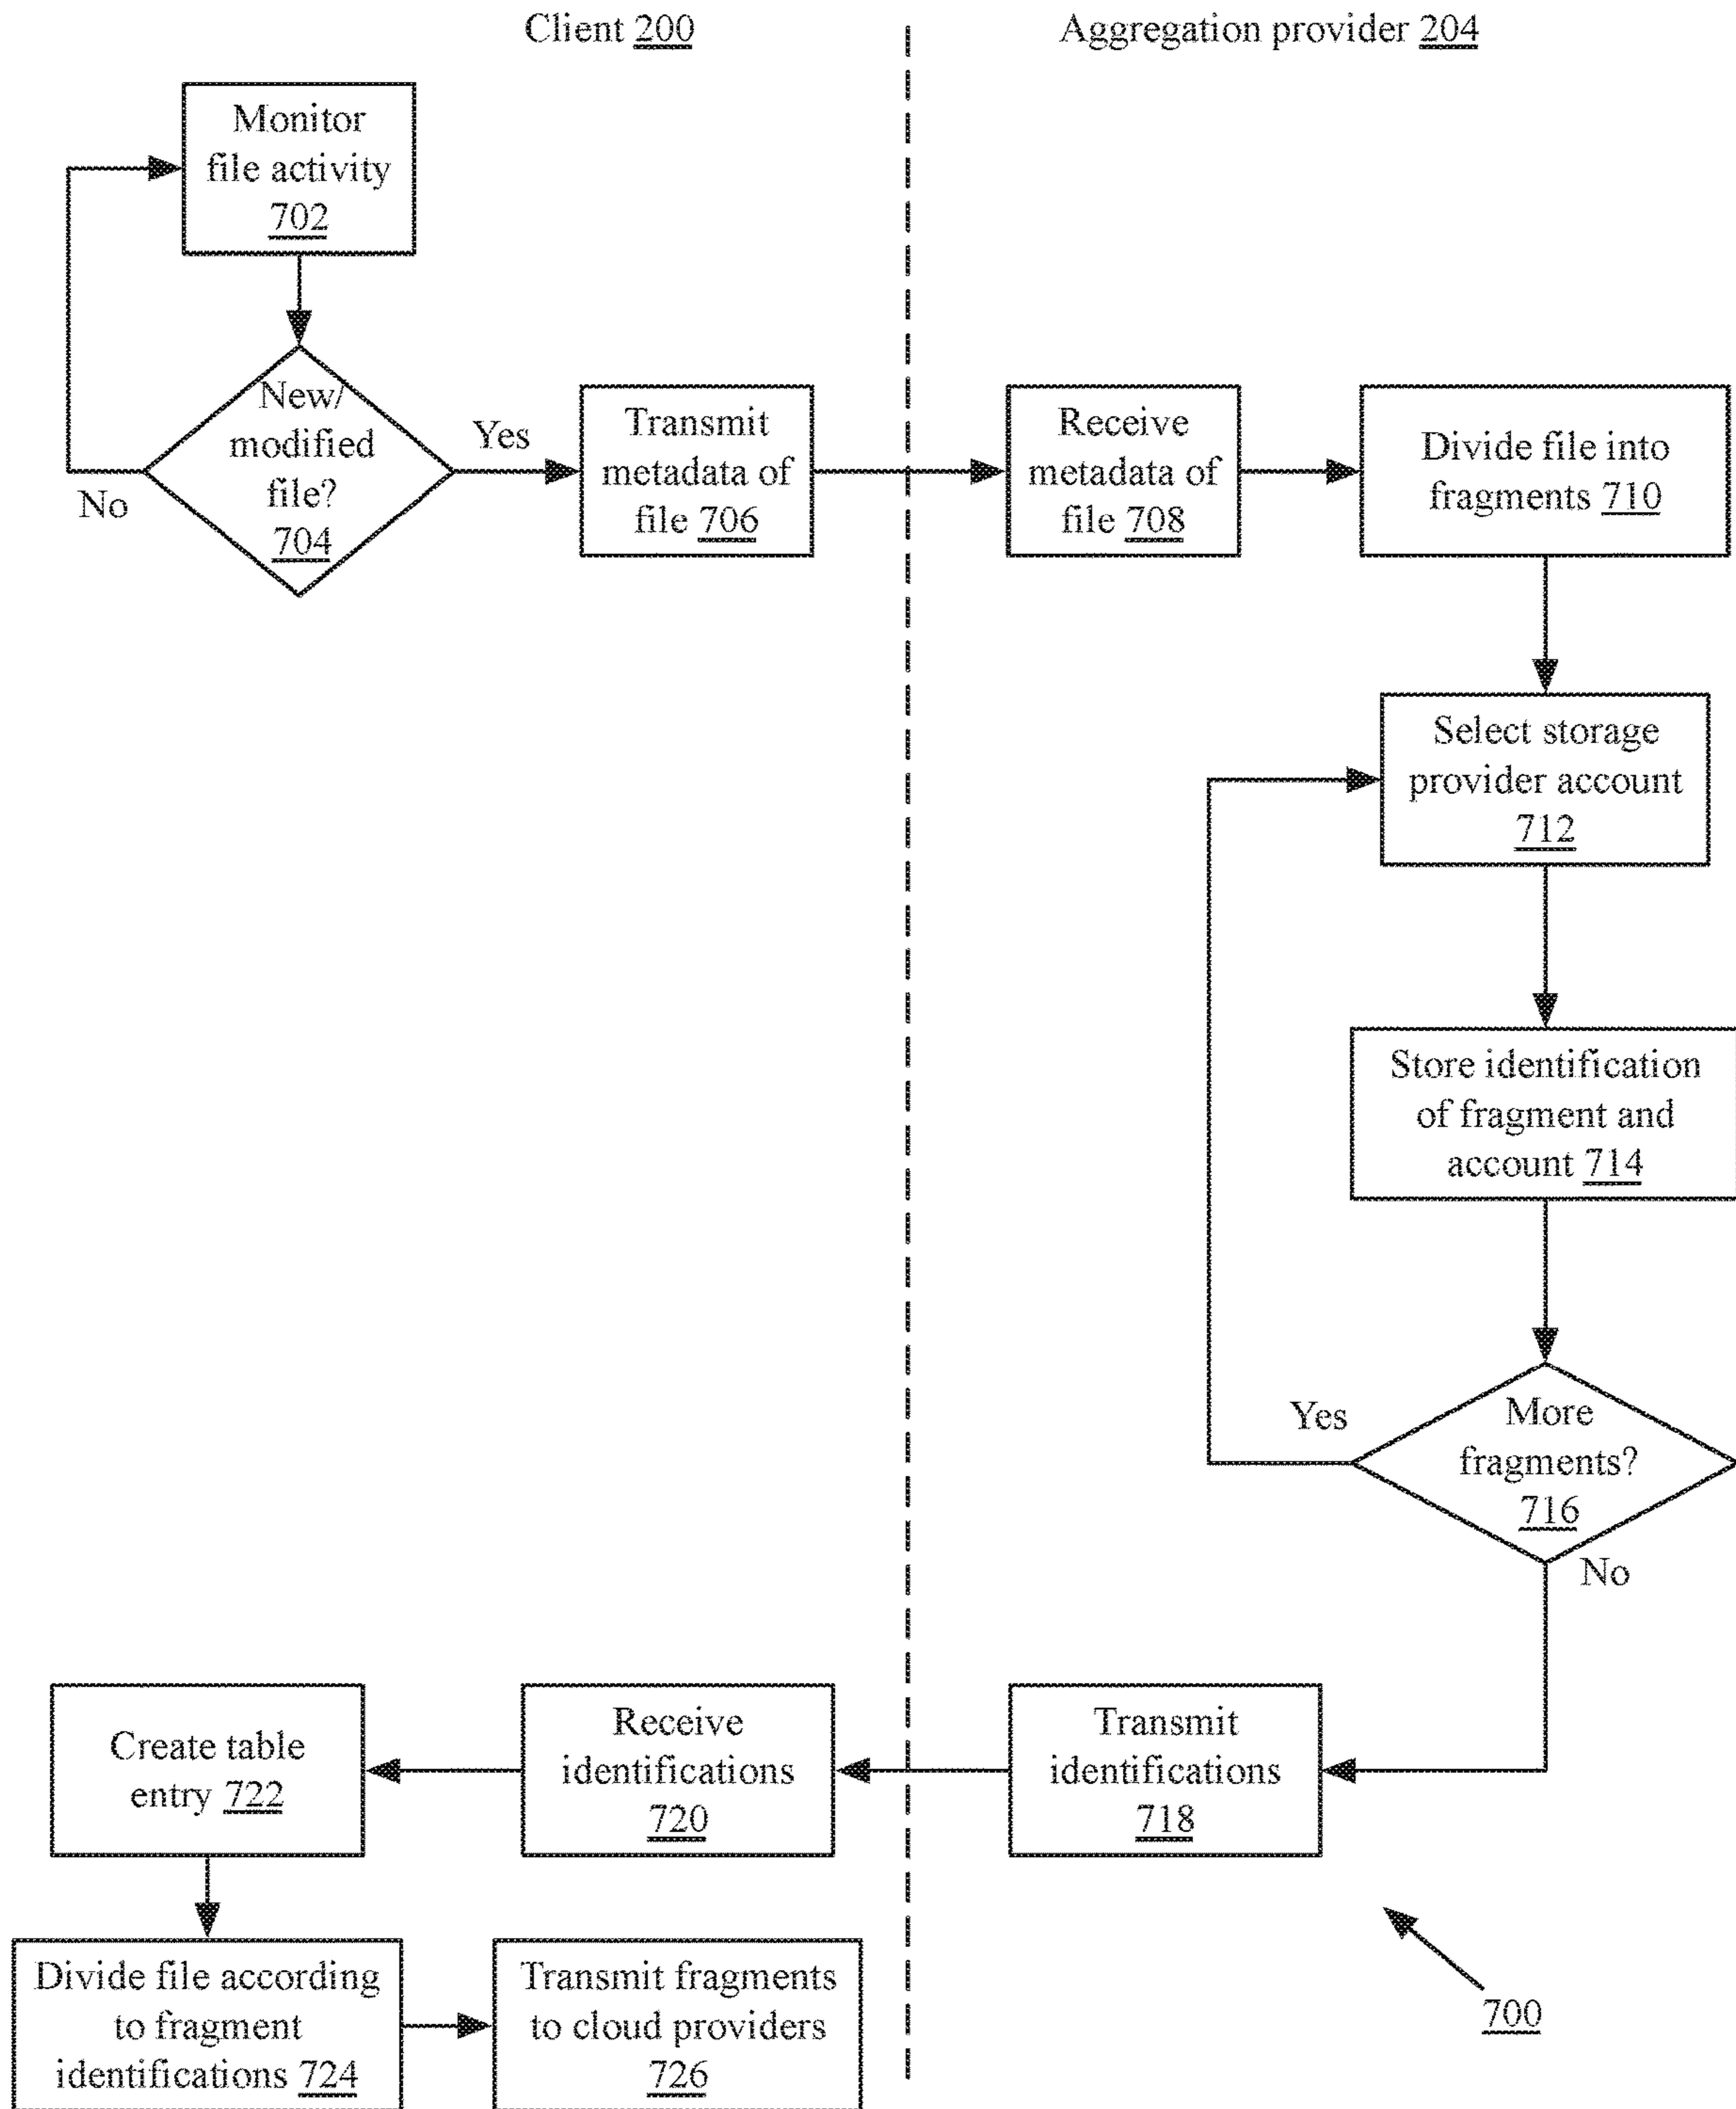 Client 200
Aggregation provider 204
Monitor
file activity
702
New/
modified
file?
704
Yes
No
Transmit
metadata of
file 706
Receive
metadata of
file 708
Divide file into
fragments 710
Select storage
provider account
712
Store identification
of fragment and
account 714
More
fragments?
716
Yes
No
Transmit
identifications
718
Receive
identifications
720
Create table
entry 722
Divide file according
to fragment
identifications 724
Transmit fragments
to cloud providers
726
700